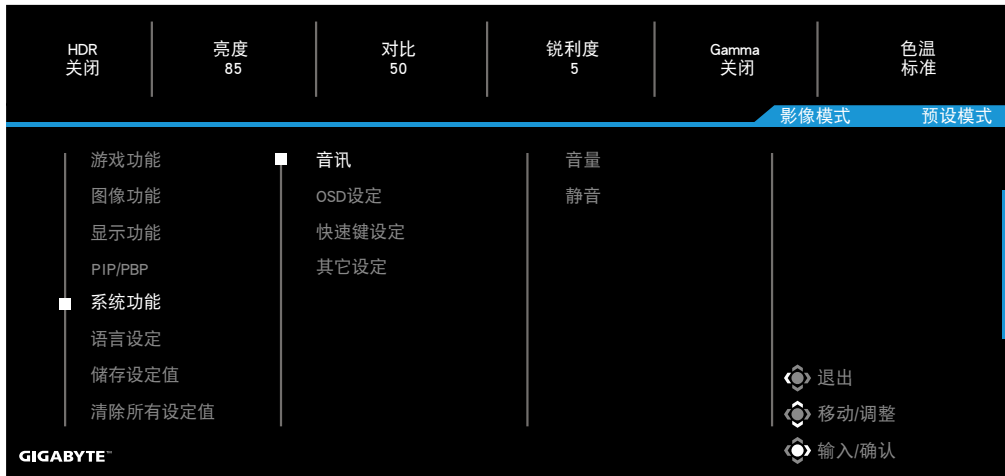 HDR 亮度 对比 锐利度 Gamma 色温
关闭 85 50 5 关闭 标准
影像模式 预设模式
游戏功能 音讯 音量
图像功能 OSD设定 静音
显示功能 快速键设定
PIP/PBP 其它设定
系统功能
语言设定
储存设定值 退出
清除所有设定值 移动/调整
GIGABYTE™ 输入/确认